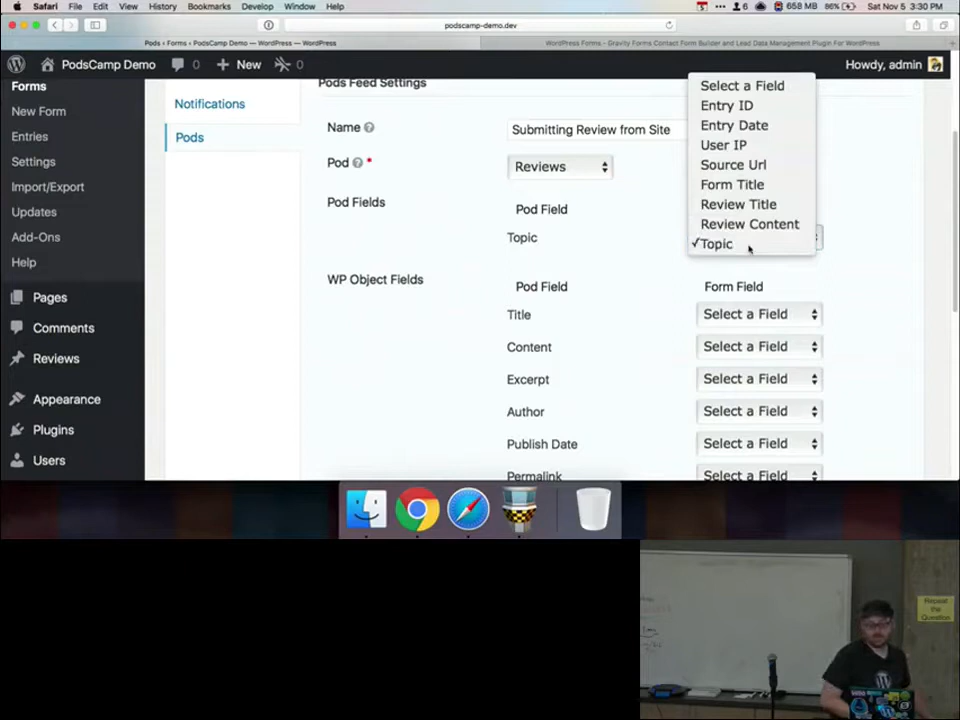 Safari File Edit View History Bookmarks Develop Window Help 6 658 MB 86% Sat Nov 5 3:30 PM
podscamp-demo.dev
Pods ‹ Forms ‹ PodsCamp Demo — WordPress — WordPress WordPress Forms - Gravity Forms Contact Form Builder and Lead Data Management Plugin For WordPress
PodsCamp Demo 0 + New 0 Howdy, admin
Forms
New Form
Entries
Settings
Import/Export
Updates
Add-Ons
Help
Pages
Comments
Reviews
Appearance
Plugins
Users
Notifications
Pods
Pods Feed Settings
Name Submitting Review from Site
Pod * Reviews
Pod Fields Pod Field
Topic
Select a Field
Entry ID
Entry Date
User IP
Source Url
Form Title
Review Title
Review Content
✓Topic
WP Object Fields Pod Field Form Field
Title Select a Field
Content Select a Field
Excerpt Select a Field
Author Select a Field
Publish Date Select a Field
Permalink Select a Field
Repeat
the
Question